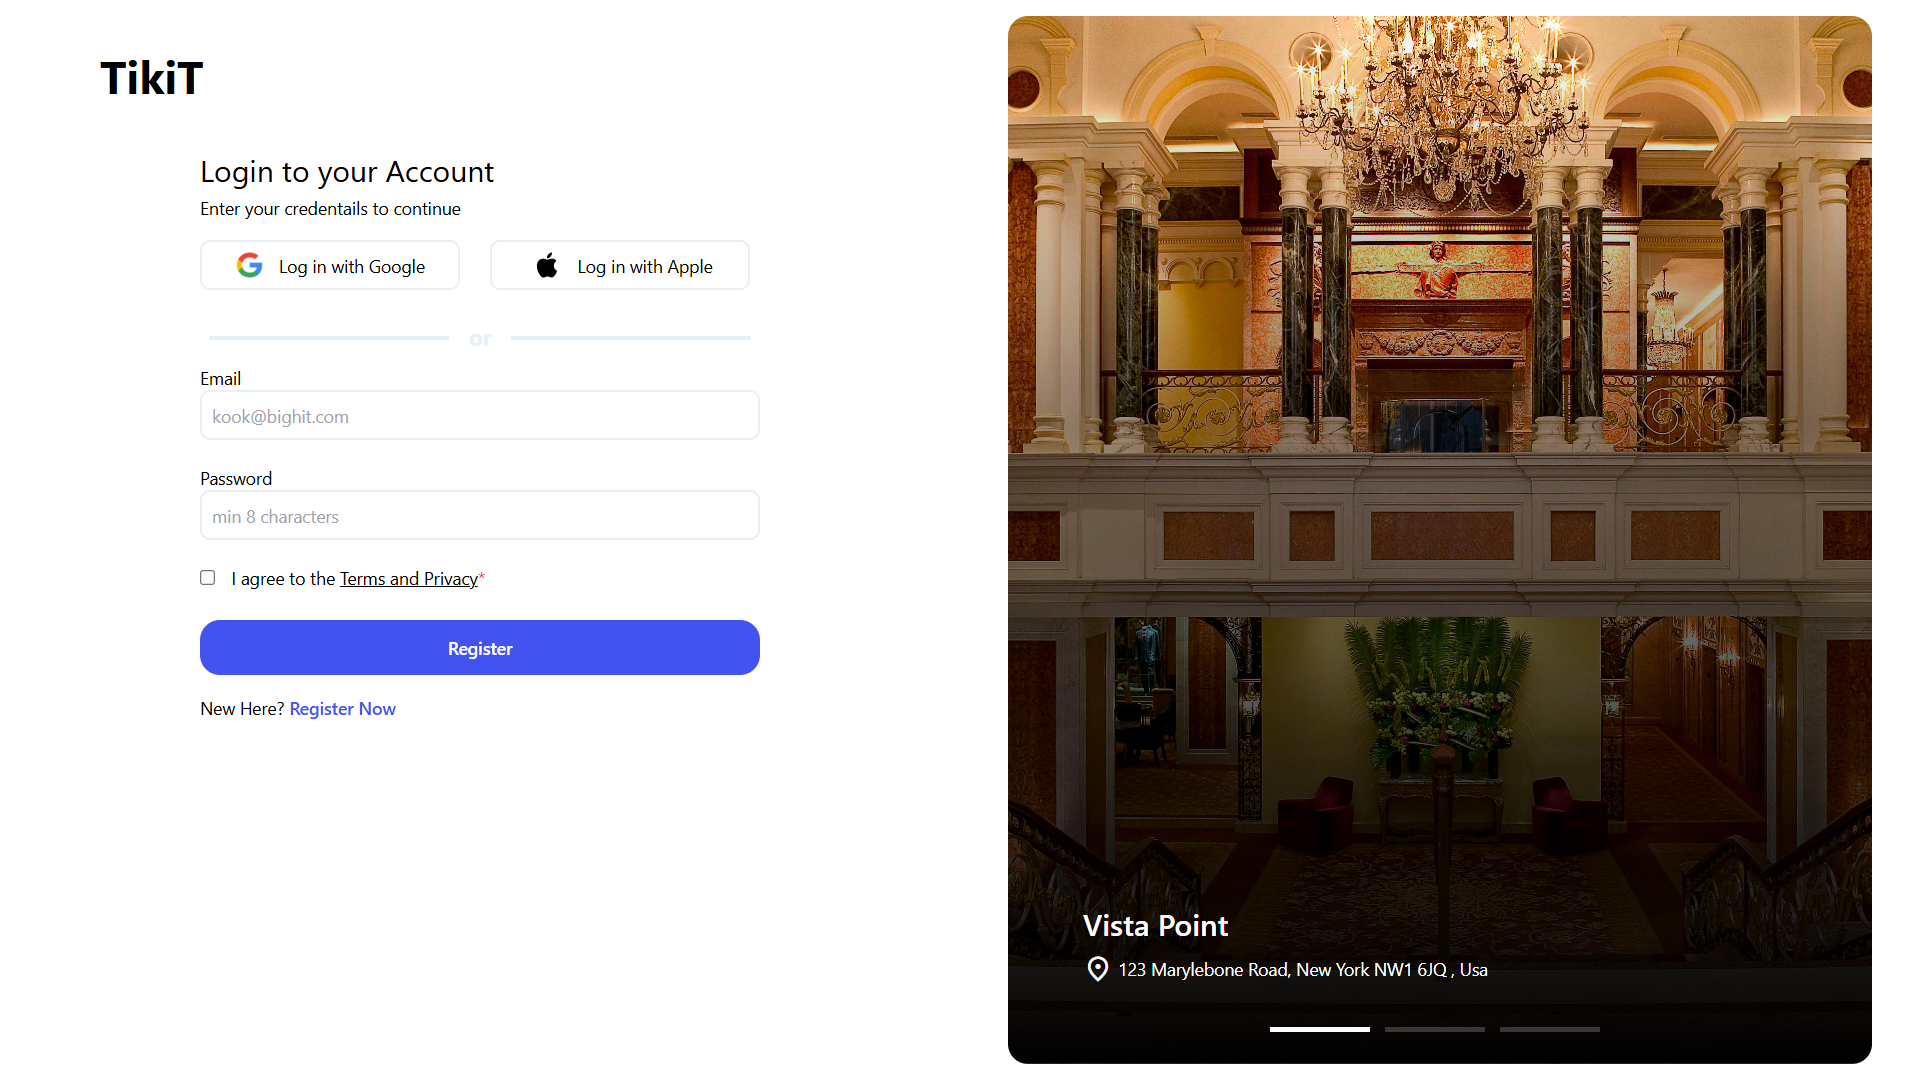 TikiT
Login to your Account
Enter your credentails to continue
Log in with Google
Log in with Apple
or
Email
kook@bighit.com
Password
min 8 characters
I agree to the Terms and Privacy*
Register
New Here? Register Now
Vista Point
123 Marylebone Road, New York NW1 6JQ , Usa